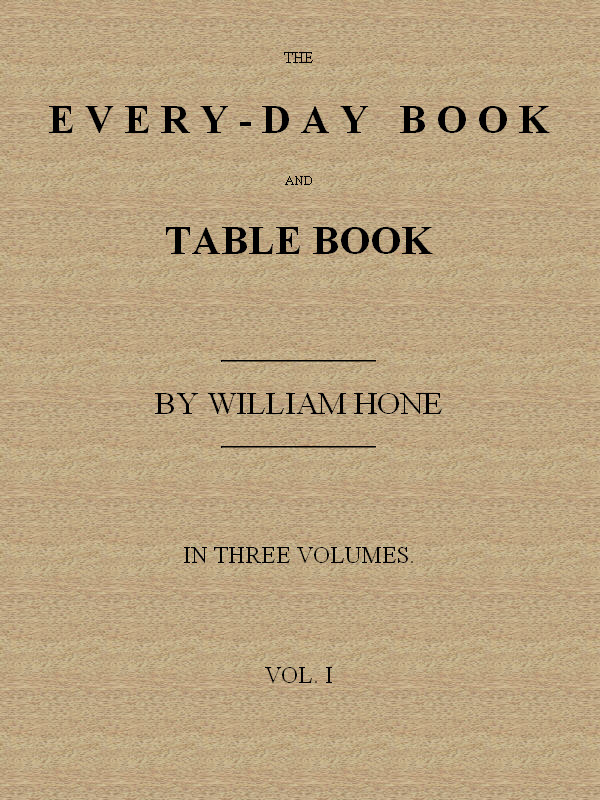 THE
EVERY-DAY BOOK
AND
TABLE BOOK
BY WILLIAM HONE
IN THREE VOLUMES.
VOL. I